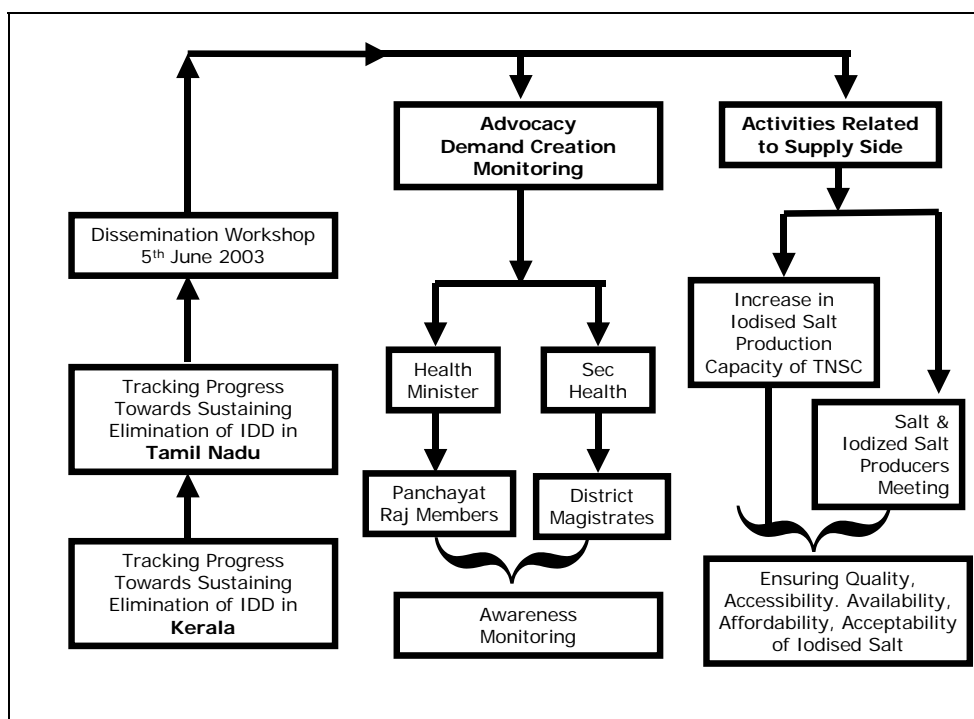 Advocacy
Demand Creation
Monitoring
Activities Related
to Supply Side
Dissemination Workshop
5th June 2003
Increase in
Iodised Salt
Production
Capacity of TNSC
Health
Minister
Sec
Health
Tracking Progress
Towards Sustaining
Elimination of IDD in
Tamil Nadu
Salt &
Iodized Salt
Producers
Meeting
Panchayat
Raj Members
District
Magistrates
Tracking Progress
Towards Sustaining
Elimination of IDD in
Kerala
Awareness
Monitoring
Ensuring Quality,
Accessibility. Availability,
Affordability, Acceptability
of Iodised Salt